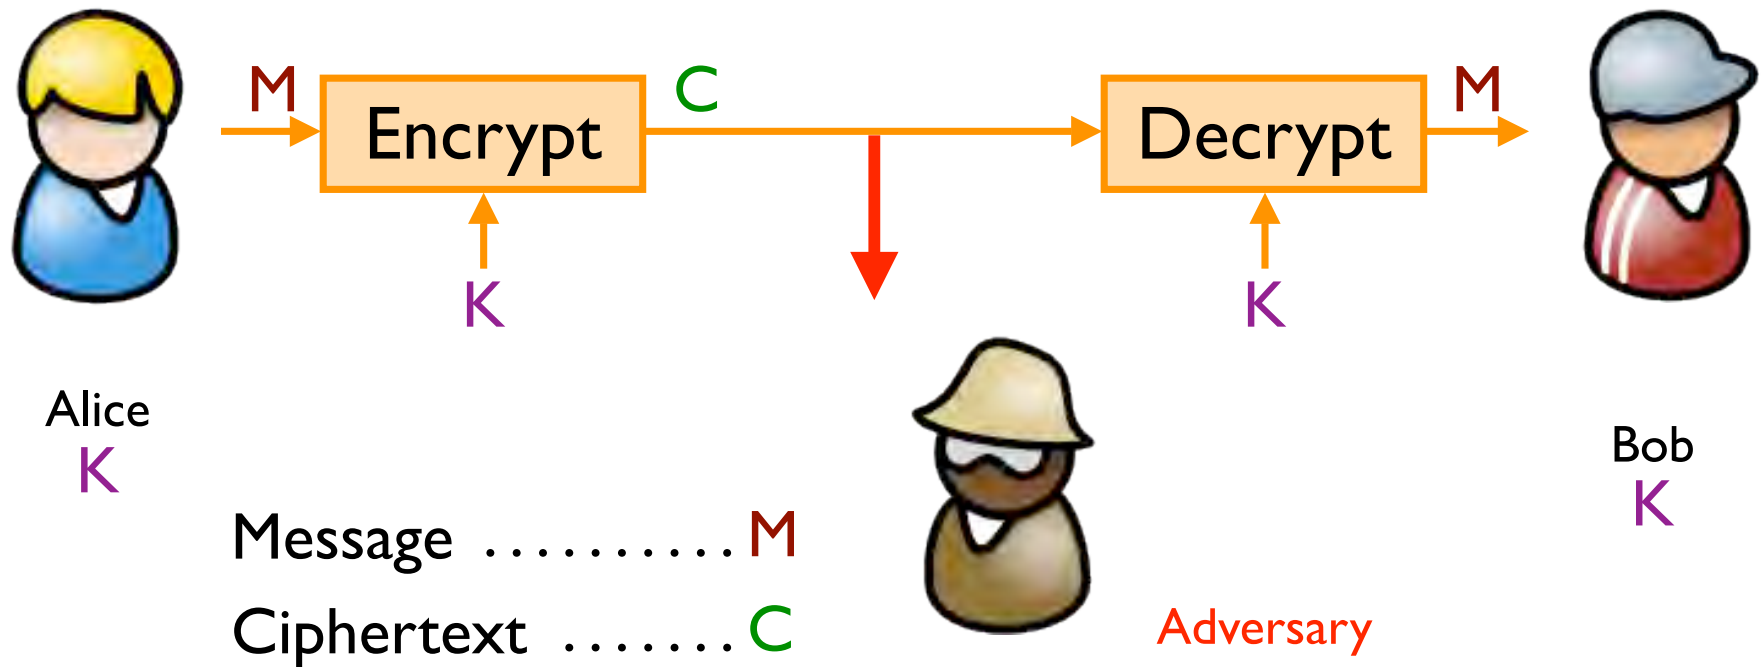 M Encrypt C Decrypt M
K K
Alice
K
Bob
K
Message .......... M
Ciphertext ....... C
Adversary